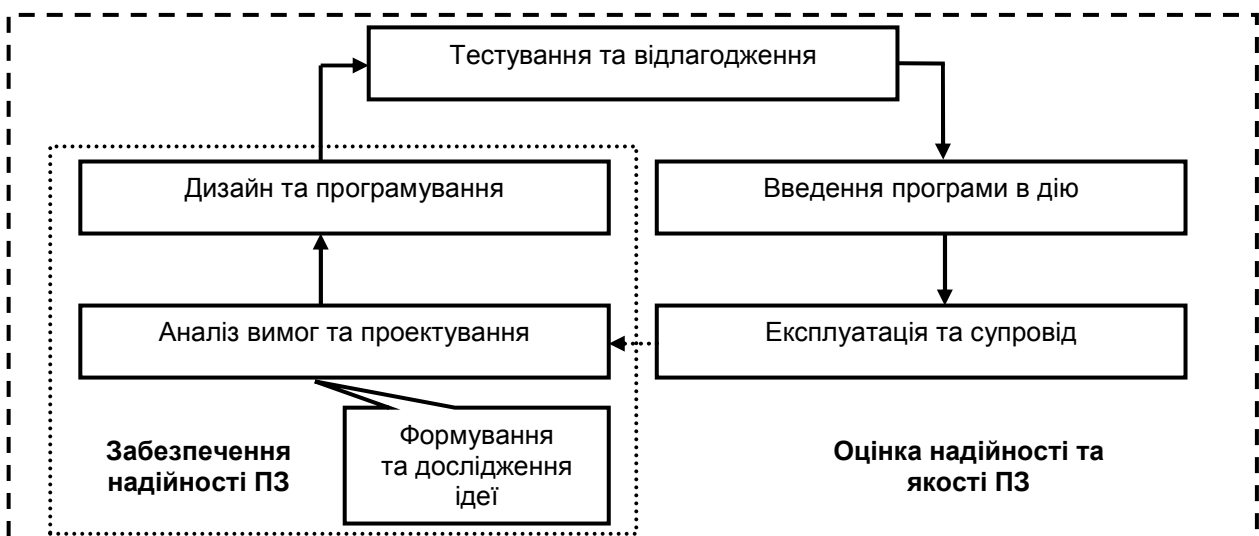 Тестування та відлагодження
Дизайн та програмування
Введення програми в дію
Аналіз вимог та проектування
Експлуатація та супровід
Забезпечення
надійності ПЗ
Формування
та дослідження
ідеї
Оцінка надійності та
якості ПЗ